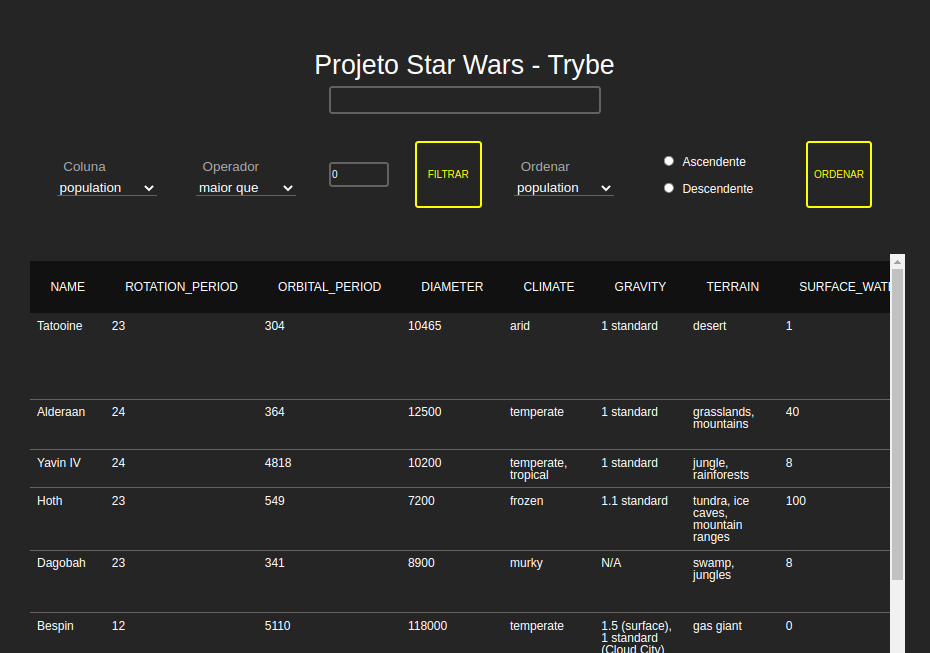 Projeto Star Wars - Trybe
Coluna Operador Ordenar
population maior que 0 FILTRAR population Ascendente ORDENAR
Descendente
NAME ROTATION_PERIOD ORBITAL_PERIOD DIAMETER CLIMATE GRAVITY TERRAIN SURFACE_WAT
Tatooine 23 304 10465 arid 1 standard desert 1
Alderaan 24 364 12500 temperate 1 standard grasslands, 40
mountains
Yavin IV 24 4818 10200 temperate, 1 standard jungle, 8
tropical rainforests
Hoth 23 549 7200 frozen 1.1 standard tundra, ice 100
caves,
mountain
ranges
Dagobah 23 341 8900 murky N/A swamp, 8
jungles
Bespin 12 5110 118000 temperate 1.5 (surface), gas giant 0
1 standard
(Cloud City)